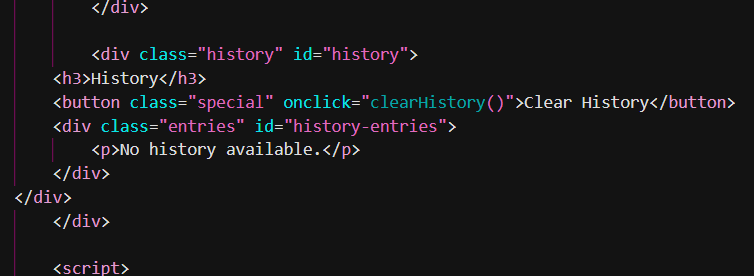 </div>
<div class="history" id="history">
<h3>History</h3>
<button class="special" onclick="clearHistory()">Clear History</button>
<div class="entries" id="history-entries">
<p>No history available.</p>
</div>
</div>
</div>
<script>